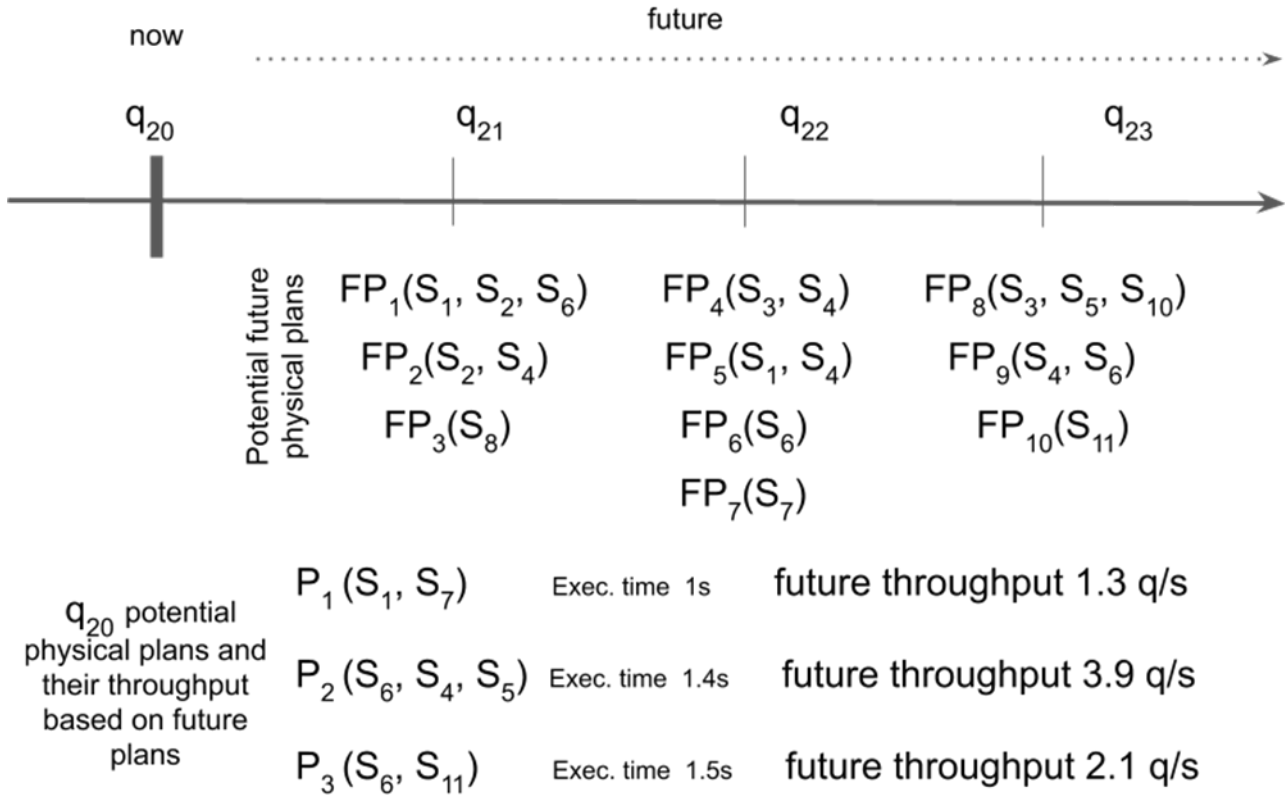 now
future
q₂₀ q₂₁ q₂₂ q₂₃
Potential future
physical plans
FP₁(S₁, S₂, S₆) FP₄(S₃, S₄) FP₈(S₃, S₅, S₁₀)
FP₂(S₂, S₄) FP₅(S₁, S₄) FP₉(S₄, S₆)
FP₃(S₈) FP₆(S₆) FP₁₀(S₁₁)
FP₇(S₇)
q₂₀ potential
physical plans and
their throughput
based on future
plans
P₁ (S₁, S₇) Exec. time 1s future throughput 1.3 q/s
P₂ (S₆, S₄, S₅) Exec. time 1.4s future throughput 3.9 q/s
P₃ (S₆, S₁₁) Exec. time 1.5s future throughput 2.1 q/s